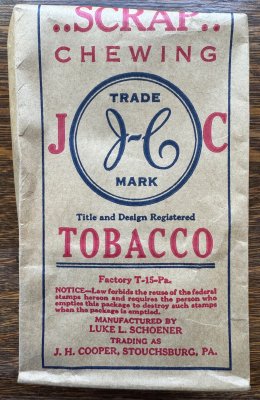 ..SCRAP..
CHEWING
TRADE
J J-C C
MARK
Title and Design Registered
TOBACCO
Factory T-15-Pa.
NOTICE—Law forbids the reuse of the federal
stamps hereon and requires the person who
empties this package to destroy such stamps
when the package is emptied.
MANUFACTURED BY
LUKE L. SCHOENER
TRADING AS
J. H. COOPER, STOUCHSBURG, PA.